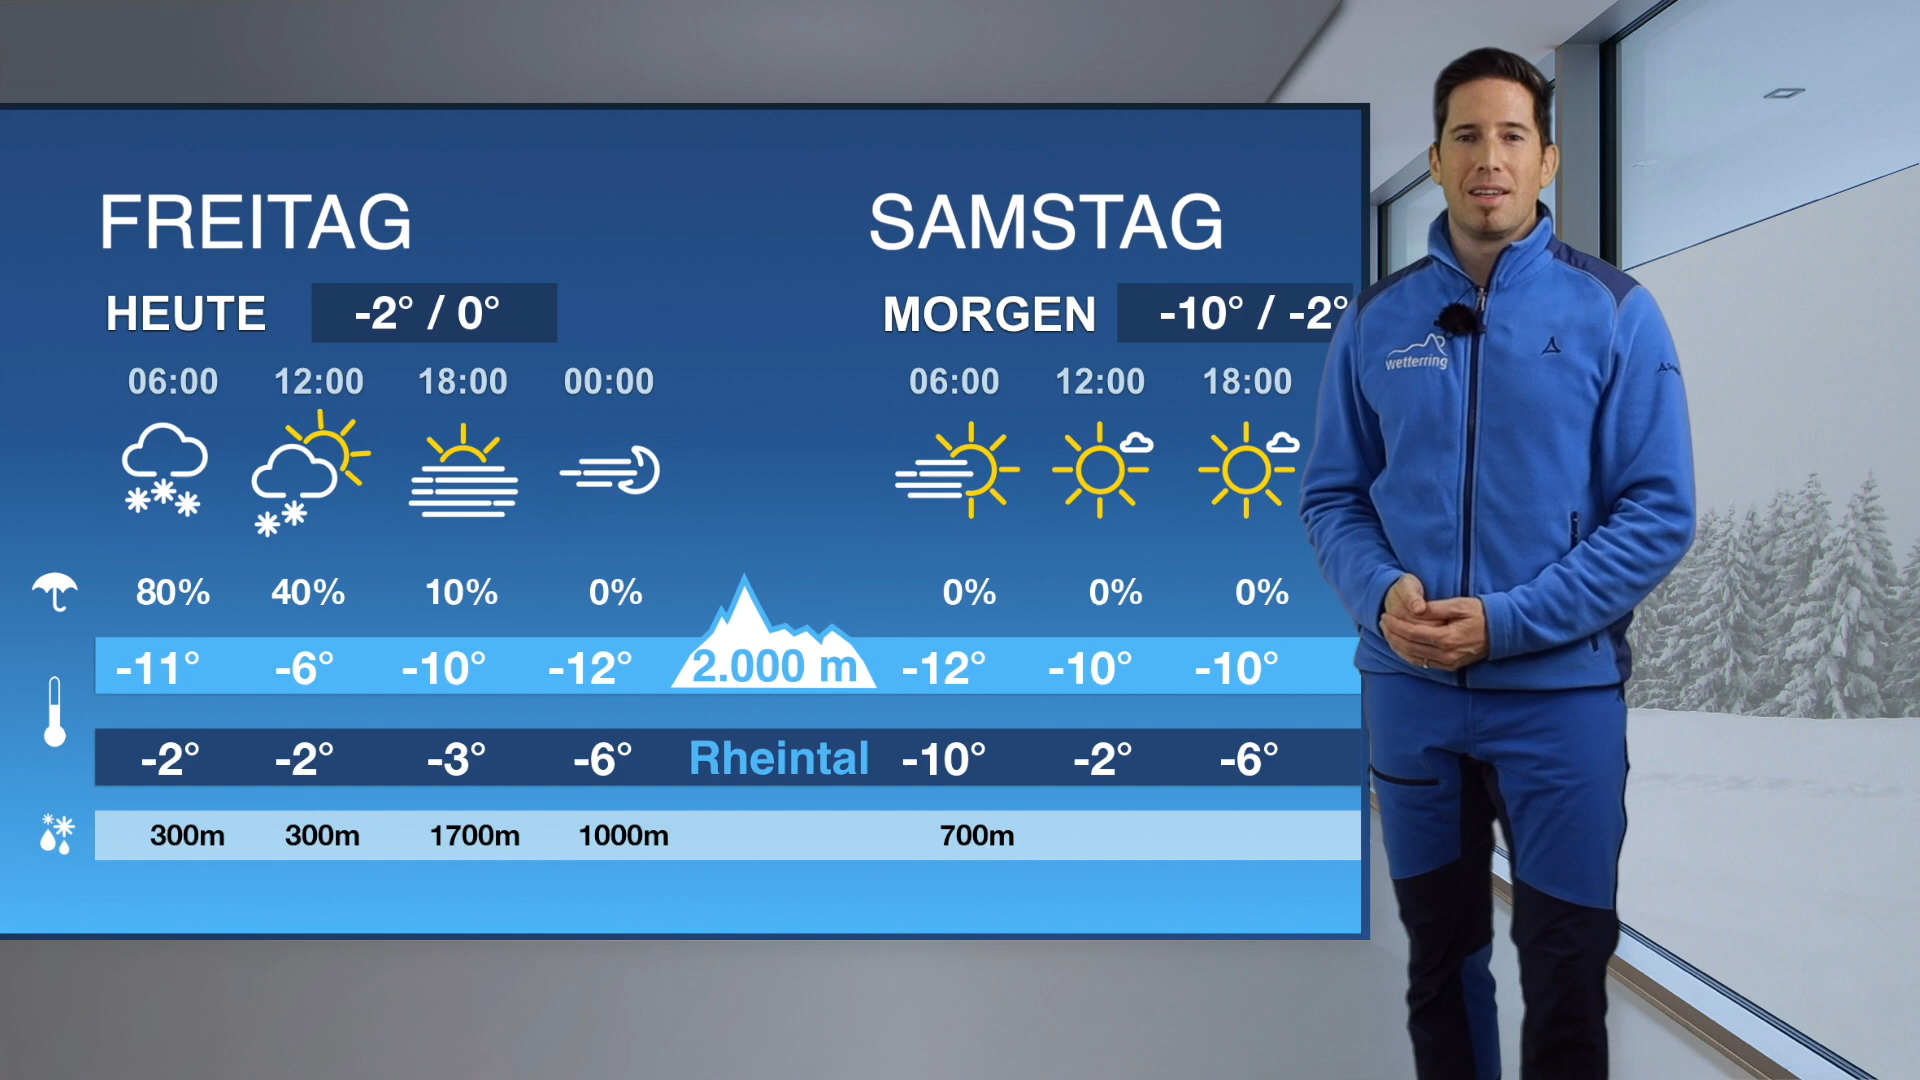 FREITAG
HEUTE -2° / 0°
06:00 12:00 18:00 00:00
80% 40% 10% 0%
-11° -6° -10° -12°
-2° -2° -3° -6°
300m 300m 1700m 1000m
2.000 m
Rheintal
SAMSTAG
MORGEN -10° / -2°
06:00 12:00 18:00
0% 0% 0%
-12° -10° -10°
-10° -2° -6°
700m
wetterring